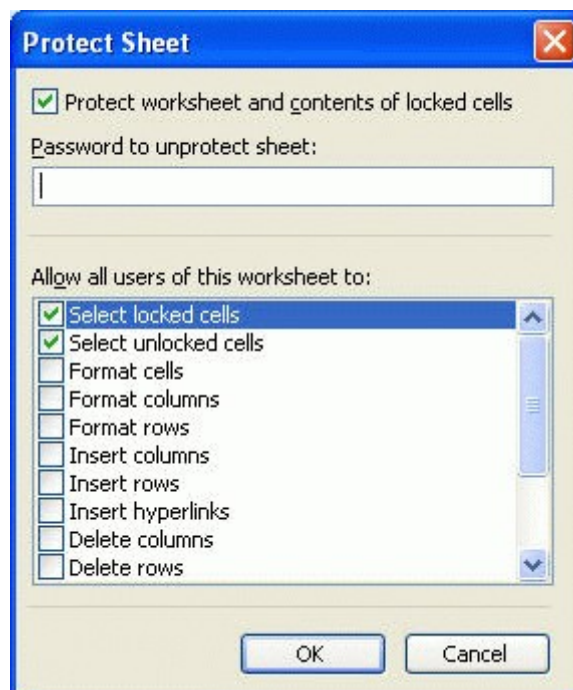 Protect Sheet
Protect worksheet and contents of locked cells
Password to unprotect sheet:
Allow all users of this worksheet to:
Select locked cells
Select unlocked cells
Format cells
Format columns
Format rows
Insert columns
Insert rows
Insert hyperlinks
Delete columns
Delete rows
OK Cancel